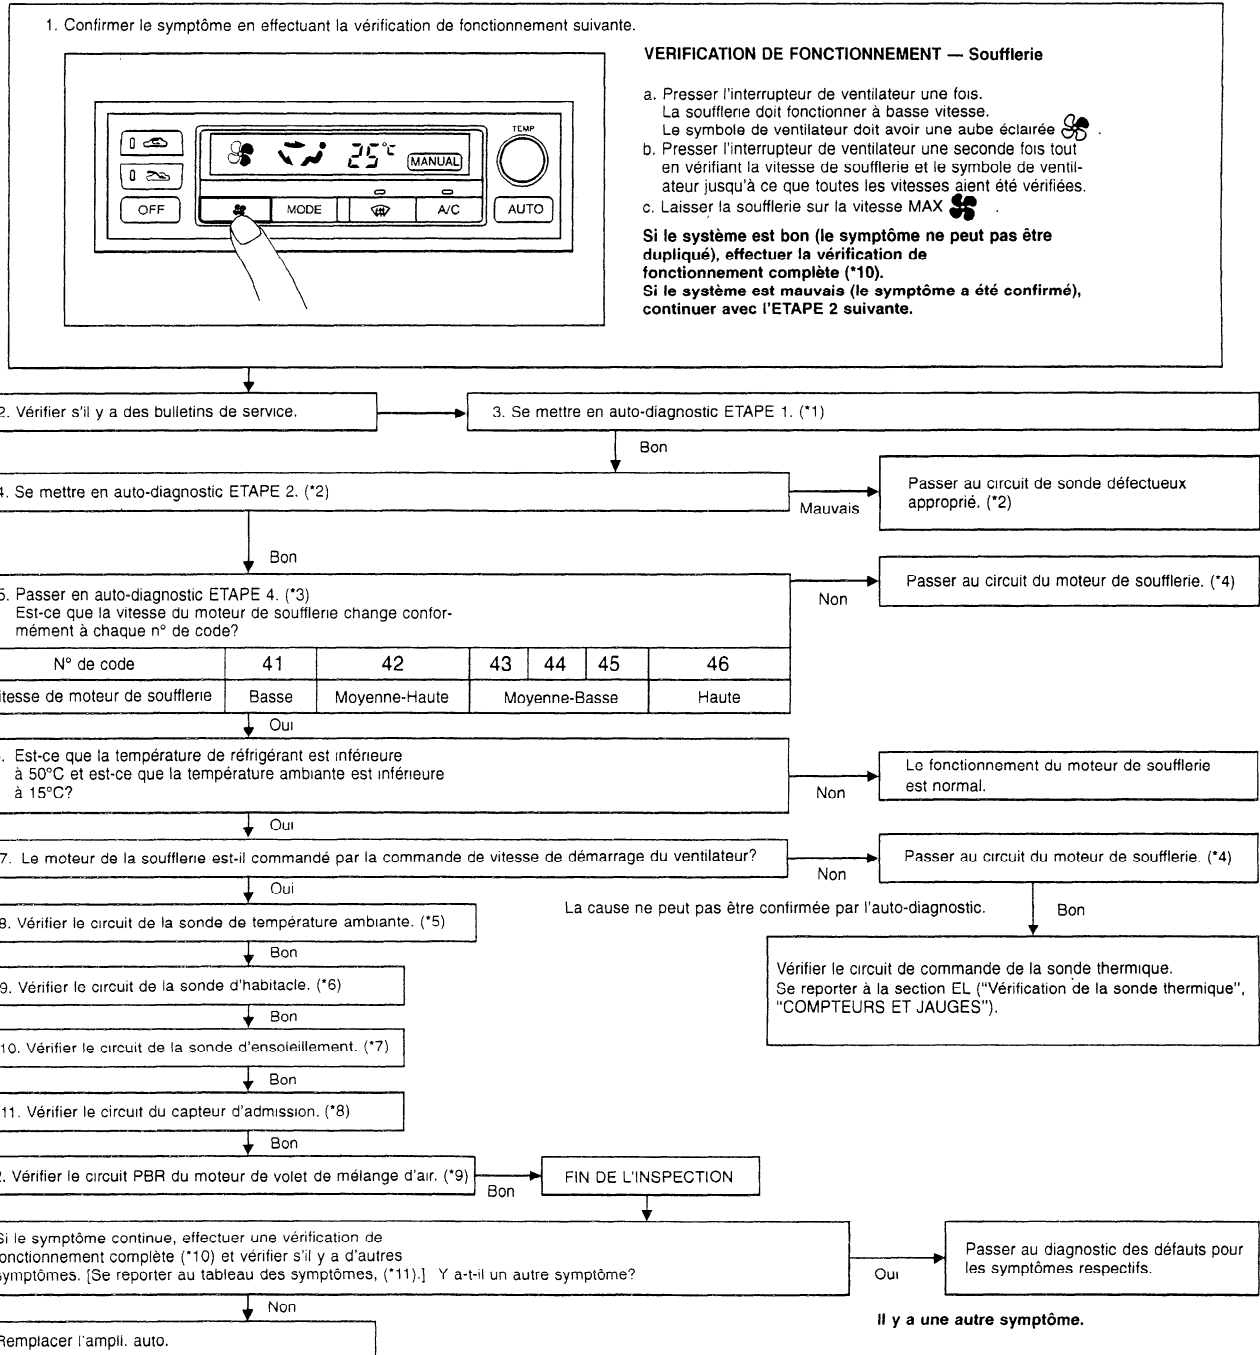 1. Confirmer le symptôme en effectuant la vérification de fonctionnement suivante.
TEMP
25°C
MANUAL
OFF
MODE
A/C
AUTO
VERIFICATION DE FONCTIONNEMENT — Soufflerie
a. Presser l'interrupteur de ventilateur une fois.
La soufflerie doit fonctionner à basse vitesse.
Le symbole de ventilateur doit avoir une aube éclairée .
b. Presser l'interrupteur de ventilateur une seconde fois tout
en vérifiant la vitesse de soufflerie et le symbole de ventil-
ateur jusqu'à ce que toutes les vitesses aient été vérifiées.
c. Laisser la soufflerie sur la vitesse MAX .
Si le système est bon (le symptôme ne peut pas être
dupliqué), effectuer la vérification de
fonctionnement complète (*10).
Si le système est mauvais (le symptôme a été confirmé),
continuer avec l'ETAPE 2 suivante.
2. Vérifier s'il y a des bulletins de service.
3. Se mettre en auto-diagnostic ETAPE 1. (*1)
Bon
4. Se mettre en auto-diagnostic ETAPE 2. (*2)
Mauvais
Passer au circuit de sonde défectueux
approprié. (*2)
Bon
5. Passer en auto-diagnostic ETAPE 4. (*3)
Est-ce que la vitesse du moteur de soufflerie change confor-
mément à chaque n° de code?
Non
Passer au circuit du moteur de soufflerie. (*4)
N° de code 41 42 43 44 45 46
itesse de moteur de soufflerie Basse Moyenne-Haute Moyenne-Basse Haute
Oui
. Est-ce que la température de réfrigérant est inférieure
à 50°C et est-ce que la température ambiante est inférieure
à 15°C?
Non
Le fonctionnement du moteur de soufflerie
est normal.
Oui
7. Le moteur de la soufflerie est-il commandé par la commande de vitesse de démarrage du ventilateur?
Non
Passer au circuit du moteur de soufflerie. (*4)
Oui
La cause ne peut pas être confirmée par l'auto-diagnostic.
Bon
8. Vérifier le circuit de la sonde de température ambiante. (*5)
Bon
Vérifier le circuit de commande de la sonde thermique.
Se reporter à la section EL ("Vérification de la sonde thermique",
"COMPTEURS ET JAUGES").
9. Vérifier le circuit de la sonde d'habitacle. (*6)
Bon
10. Vérifier le circuit de la sonde d'ensoleillement. (*7)
Bon
11. Vérifier le circuit du capteur d'admission. (*8)
Bon
2. Vérifier le circuit PBR du moteur de volet de mélange d'air. (*9)
Bon
FIN DE L'INSPECTION
Si le symptôme continue, effectuer une vérification de
fonctionnement complète (*10) et vérifier s'il y a d'autres
symptômes. [Se reporter au tableau des symptômes, (*11).] Y a-t-il un autre symptôme?
Oui
Passer au diagnostic des défauts pour
les symptômes respectifs.
Il y a une autre symptôme.
Non
Remplacer l'ampli. auto.